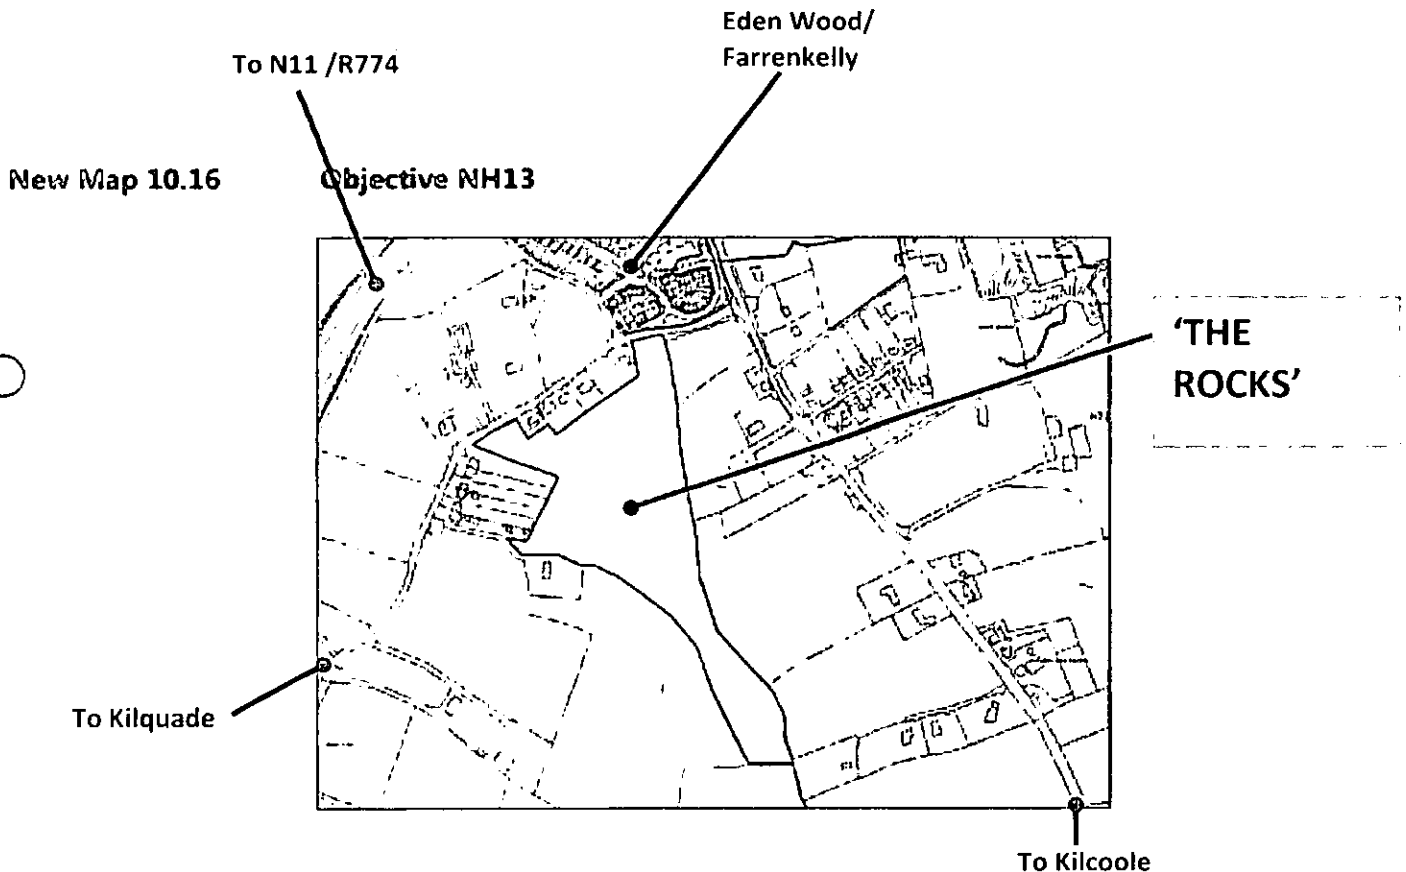 Eden Wood/
Farrenkelly
To N11 /R774
New Map 10.16 Objective NH13
‘THE
ROCKS’
To Kilquade
To Kilcoole